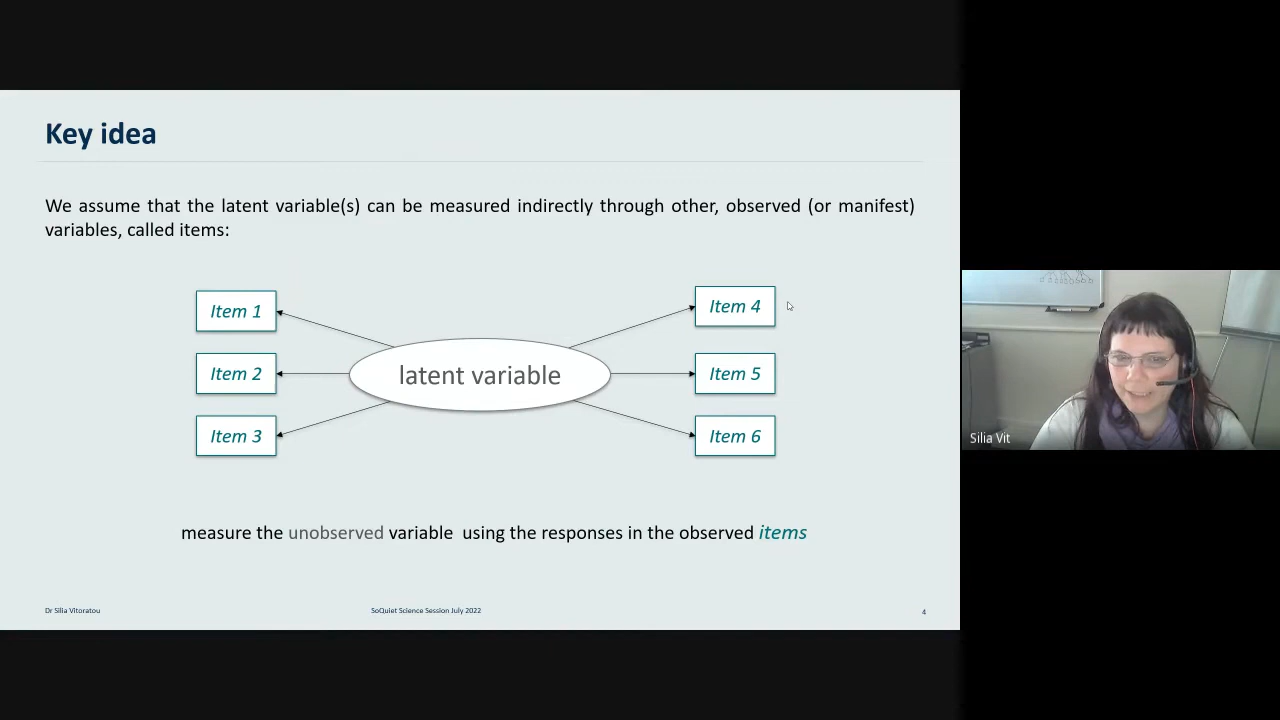 Key idea
We assume that the latent variable(s) can be measured indirectly through other, observed (or manifest)
variables, called items:
Item 1
Item 4
Item 2
latent variable
Item 5
Item 3
Item 6
measure the unobserved variable using the responses in the observed items
Dr Silia Vitoratou
SoQuiet Science Session July 2022
4
Silia Vit